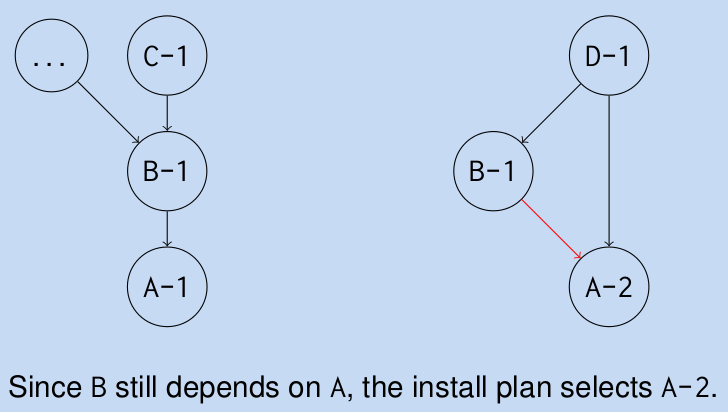 ... C-1 D-1
B-1 B-1
A-1 A-2
Since B still depends on A, the install plan selects A-2.